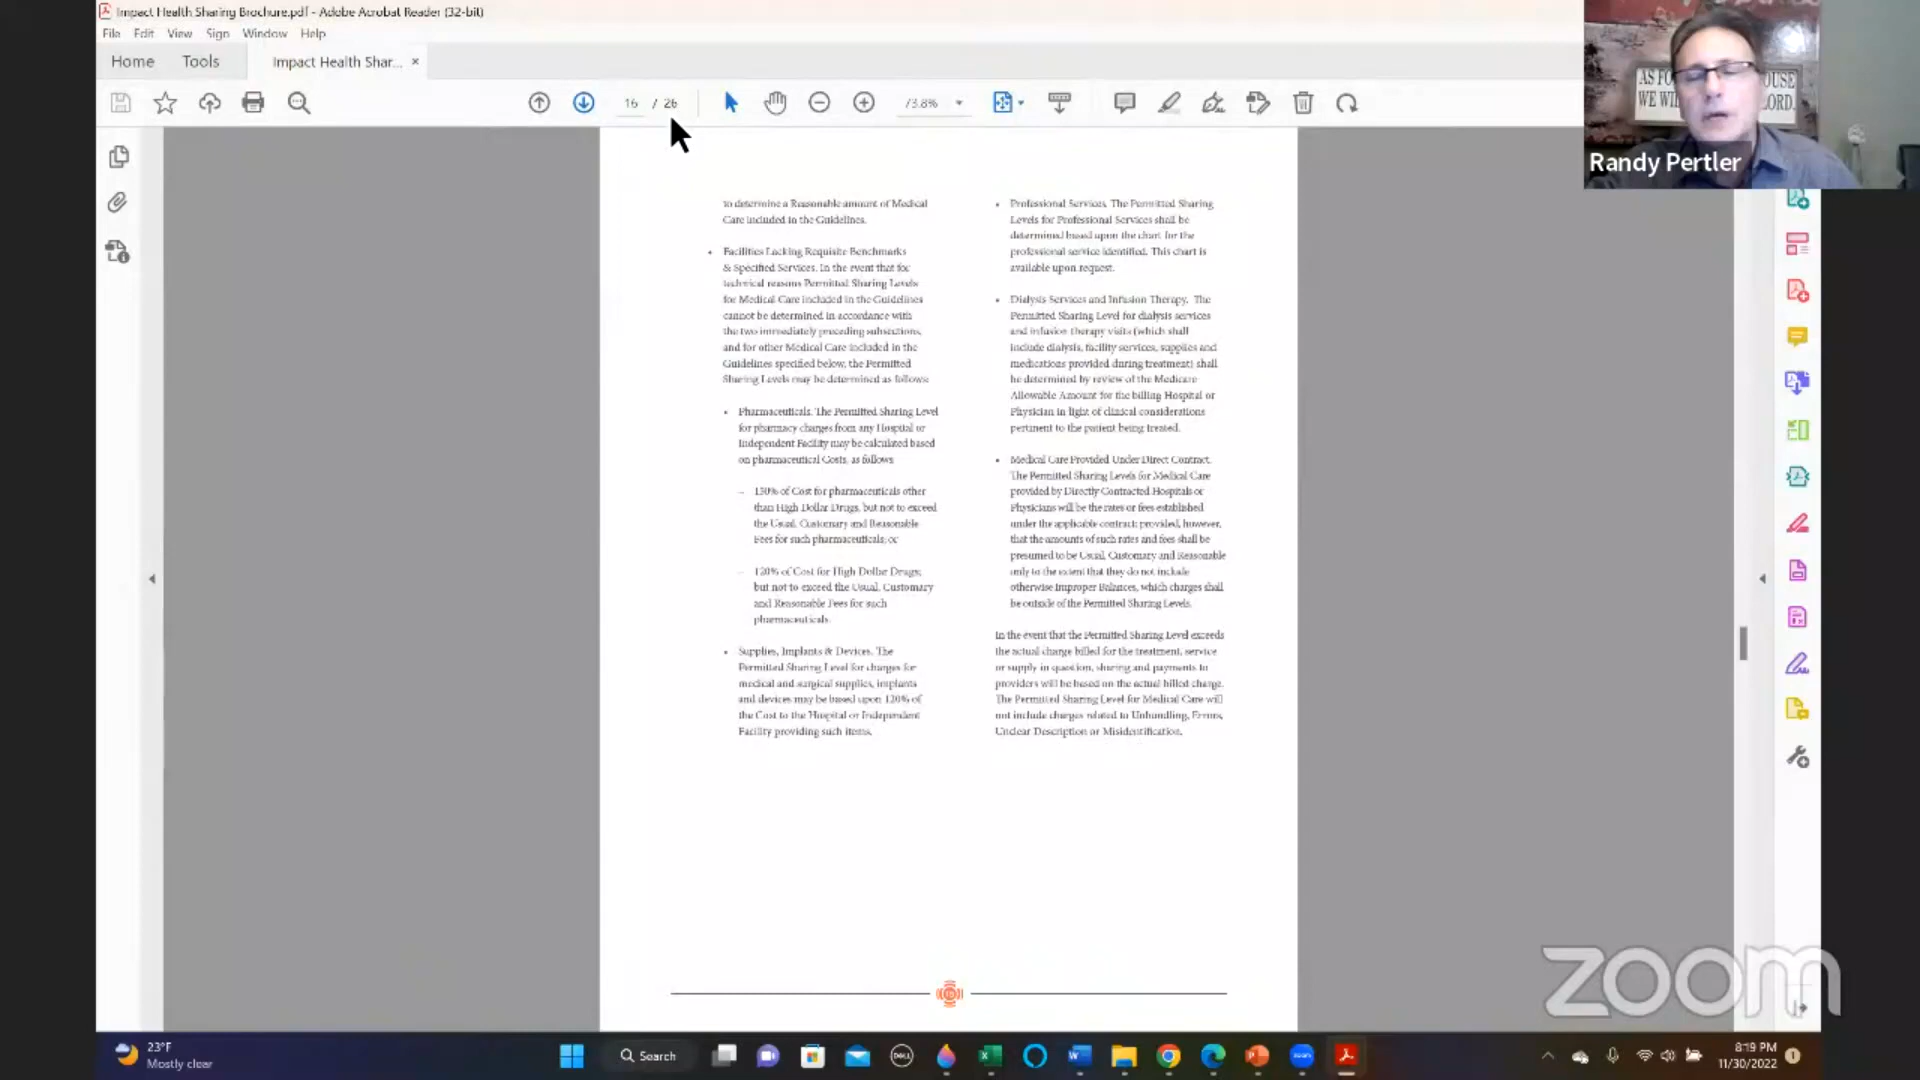 Impact Health Sharing Brochure.pdf - Adobe Acrobat Reader (32-bit)
File Edit View Sign Window Help
Home Tools Impact Health Shar... ×
16 / 26 73.8%
AS FO OUSE
WE WI LORD.
Randy Pertler
to determine a Reasonable amount of Medical
Care included in the Guidelines.
• Facilities Lacking Requisite Benchmarks
& Specified Services. In the event that for
technical reasons Permitted Sharing Levels
for Medical Care included in the Guidelines
cannot be determined in accordance with
the two immediately preceding subsections,
and for other Medical Care included in the
Guidelines specified below, the Permitted
Sharing Levels may be determined as follows:
• Pharmaceuticals. The Permitted Sharing Level
for pharmacy charges from any Hospital or
Independent Facility may be calculated based
on pharmaceutical Costs, as follows:
– 150% of Cost for pharmaceuticals other
than High Dollar Drugs, but not to exceed
the Usual, Customary and Reasonable
Fees for such pharmaceuticals; or
– 120% of Cost for High Dollar Drugs;
but not to exceed the Usual, Customary
and Reasonable Fees for such
pharmaceuticals.
• Supplies, Implants & Devices. The
Permitted Sharing Level for charges for
medical and surgical supplies, implants
and devices may be based upon 120% of
the Cost to the Hospital or Independent
Facility providing such items.
• Professional Services. The Permitted Sharing
Levels for Professional Services shall be
determined based upon the chart for the
professional service identified. This chart is
available upon request.
• Dialysis Services and Infusion Therapy. The
Permitted Sharing Level for dialysis services
and infusion therapy visits (which shall
include dialysis, facility services, supplies and
medications provided during treatment) shall
be determined by review of the Medicare
Allowable Amount for the billing Hospital or
Physician in light of clinical considerations
pertinent to the patient being treated.
• Medical Care Provided Under Direct Contract.
The Permitted Sharing Levels for Medical Care
provided by Directly Contracted Hospitals or
Physicians will be the rates or fees established
under the applicable contract; provided, however,
that the amounts of such rates and fees shall be
presumed to be Usual, Customary and Reasonable
only to the extent that they do not include
otherwise Improper Balances, which charges shall
be outside of the Permitted Sharing Levels.
In the event that the Permitted Sharing Level exceeds
the actual charge billed for the treatment, service
or supply in question, sharing and payments to
providers will be based on the actual billed charge.
The Permitted Sharing Level for Medical Care will
not include charges related to Unbundling, Errors,
Unclear Description or Misidentification.
zoom
23°F
Mostly clear
Search
DELL
zoom
8:19 PM
11/30/2022
1